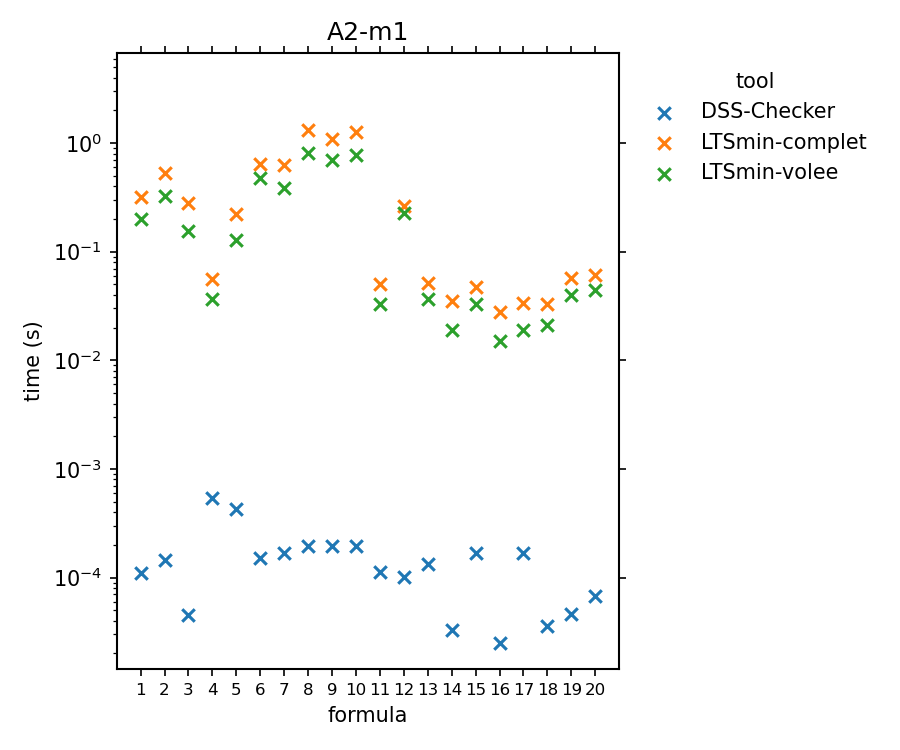 A2-m1
tool
DSS-Checker
LTSmin-complet
LTSmin-volee
time (s)
10⁰
10⁻¹
10⁻²
10⁻³
10⁻⁴
1 2 3 4 5 6 7 8 9 10 11 12 13 14 15 16 17 18 19 20
formula